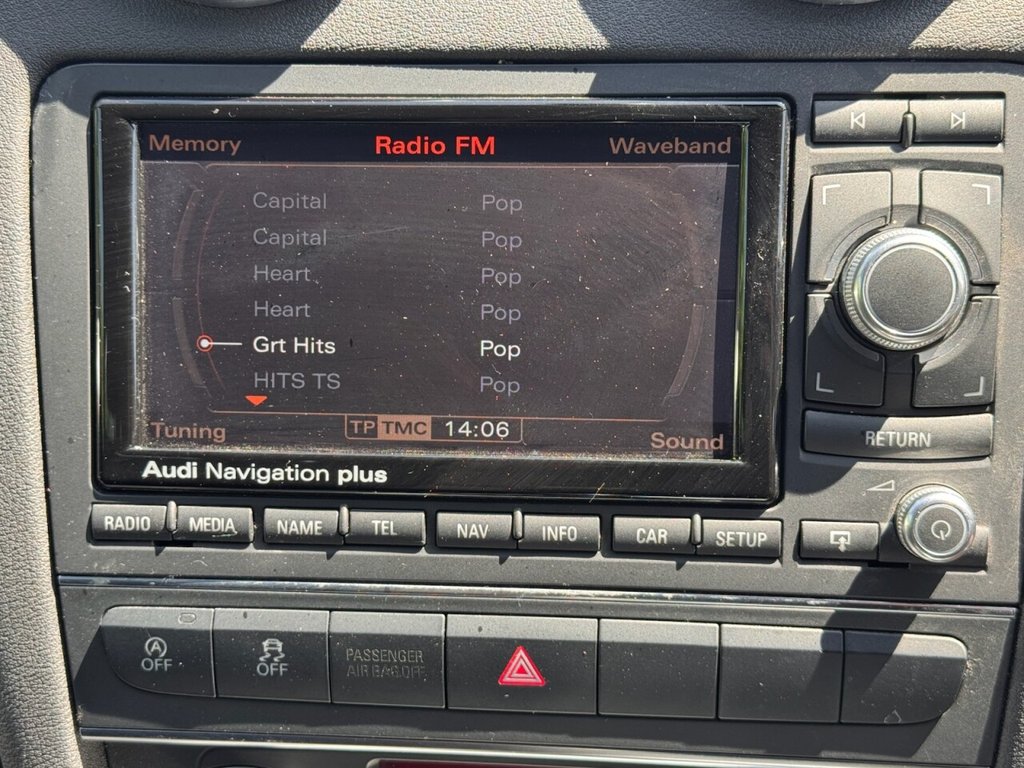 Memory Radio FM Waveband
Capital Pop
Capital Pop
Heart Pop
Heart Pop
Grt Hits Pop
HITS TS Pop
Tuning TP TMC 14:06 Sound
Audi Navigation plus
RETURN
RADIO MEDIA NAME TEL NAV INFO CAR SETUP
A
OFF OFF
PASSENGER
AIR BAG OFF